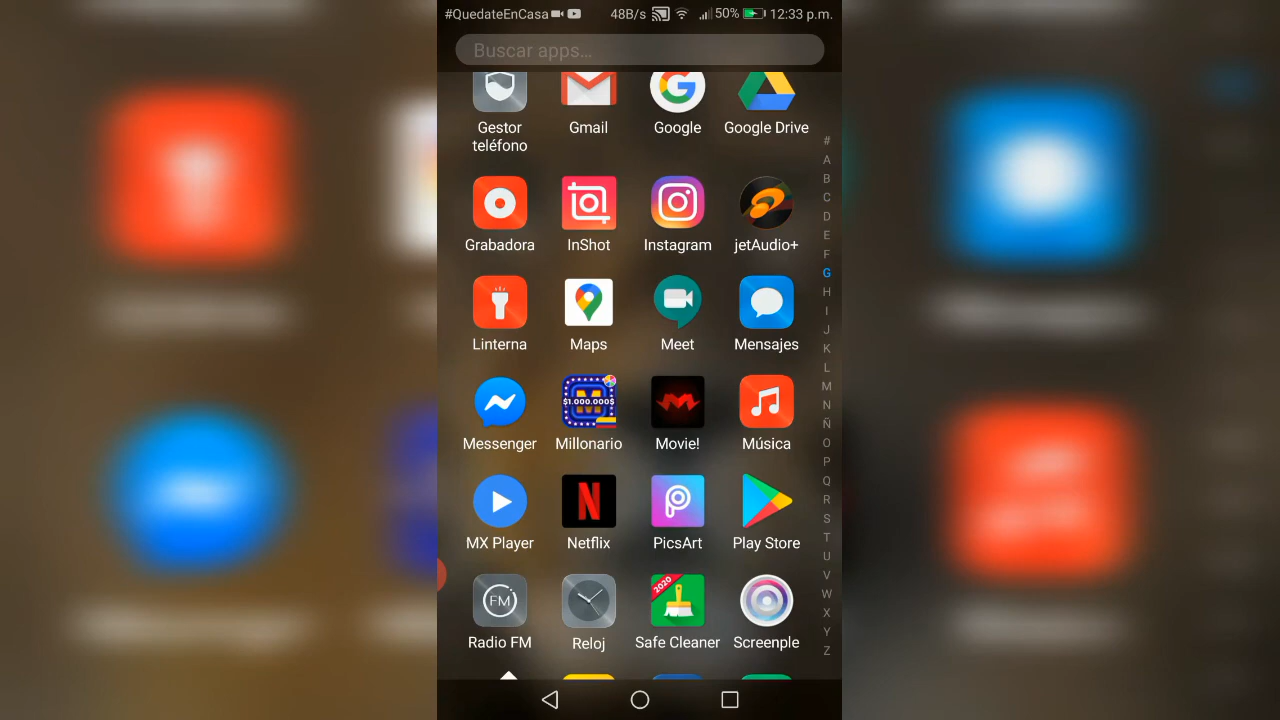 #QuedateEnCasa 48B/s 50% 12:33 p.m.
Buscar apps...
Gestor teléfono Gmail Google Google Drive
Grabadora InShot Instagram jetAudio+
Linterna Maps Meet Mensajes
$1.000.000$
Messenger Millonario Movie! Música
MX Player Netflix PicsArt Play Store
FM 2020
Radio FM Reloj Safe Cleaner Screenple
#
A
B
C
D
E
F
G
H
I
J
K
L
M
N
Ñ
O
P
Q
R
S
T
U
V
W
X
Y
Z